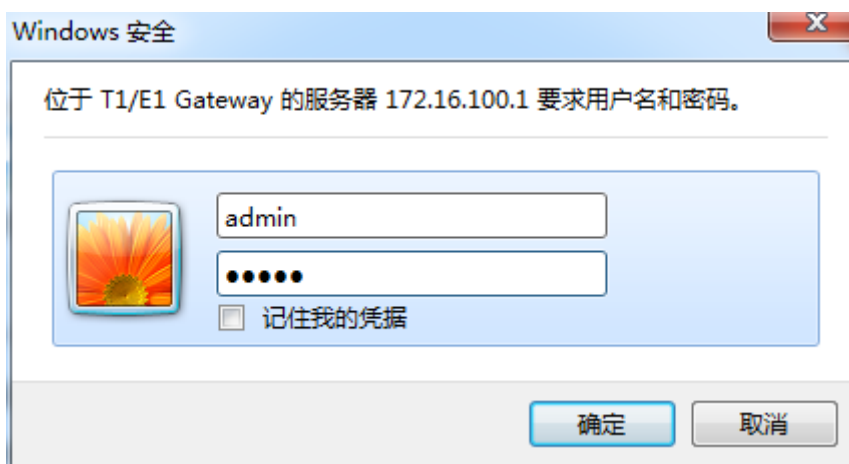 Windows 安全
位于 T1/E1 Gateway 的服务器 172.16.100.1 要求用户名和密码。
admin
●●●●●
记住我的凭据
确定
取消